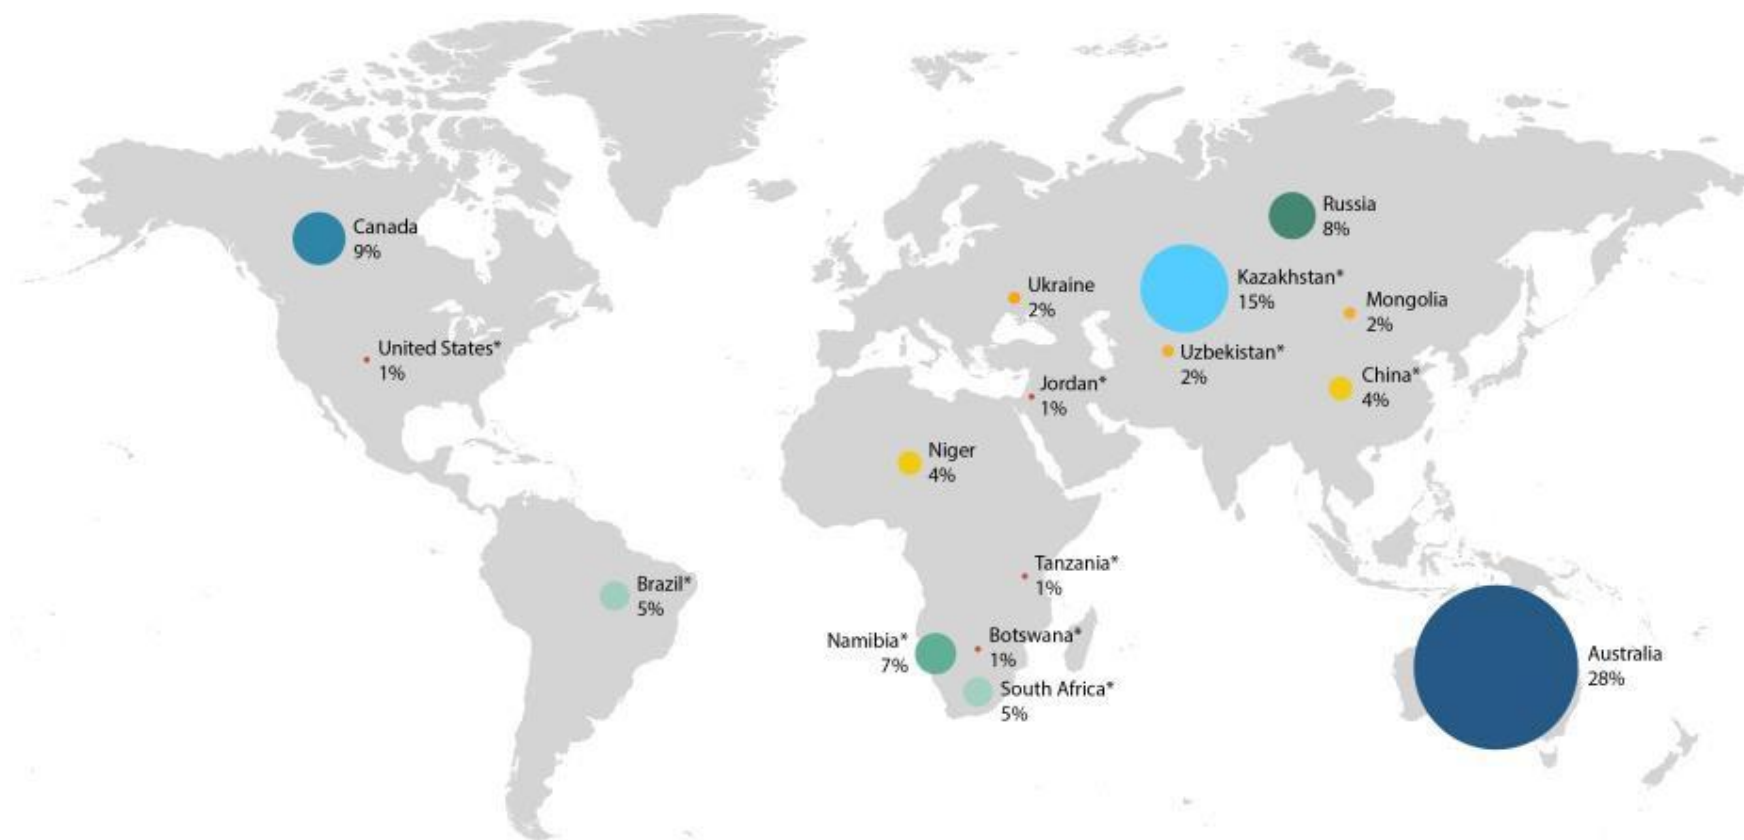 Canada
9%
United States*
1%
Brazil*
5%
Russia
8%
Kazakhstan*
15%
Ukraine
2%
Mongolia
2%
Uzbekistan*
2%
China*
4%
Jordan*
1%
Niger
4%
Tanzania*
1%
Namibia*
7%
Botswana*
1%
South Africa*
5%
Australia
28%